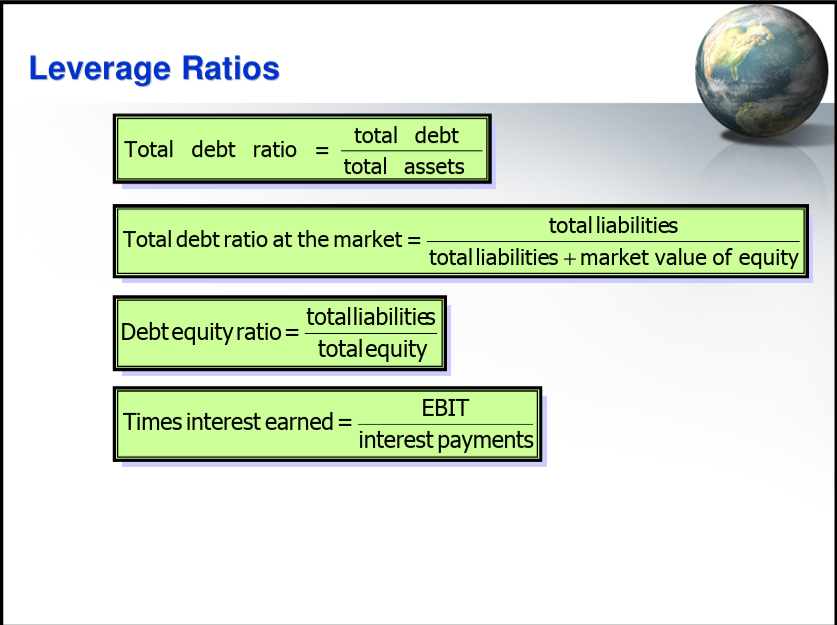 Leverage Ratios
Total debt ratio = total debt / total assets
Total debt ratio at the market = total liabilities / total liabilities + market value of equity
Debt equity ratio = total liabilities / total equity
Times interest earned = EBIT / interest payments